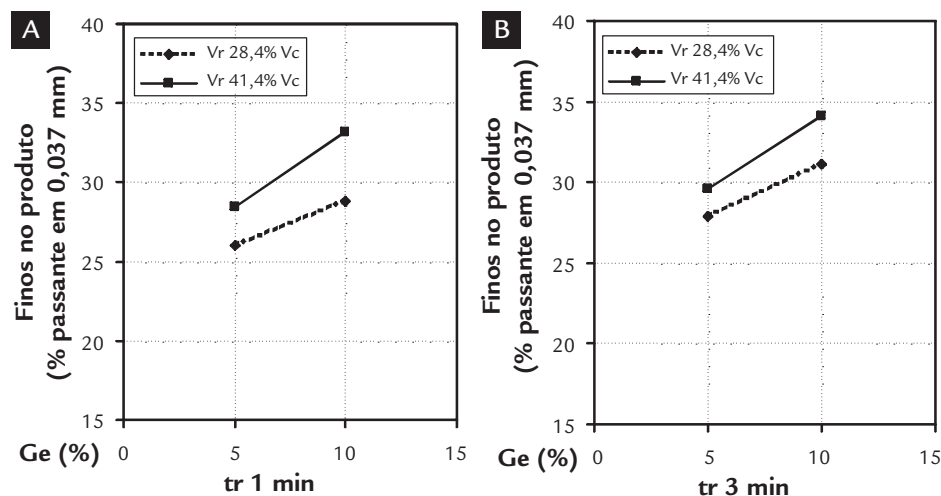 A
Finos no produto
(% passante em 0,037 mm)
40
35
30
25
20
15
Vr 28,4% Vc
Vr 41,4% Vc
Ge (%)
0 5 10 15
tr 1 min
B
Finos no produto
(% passante em 0,037 mm)
40
35
30
25
20
15
Vr 28,4% Vc
Vr 41,4% Vc
Ge (%)
0 5 10 15
tr 3 min